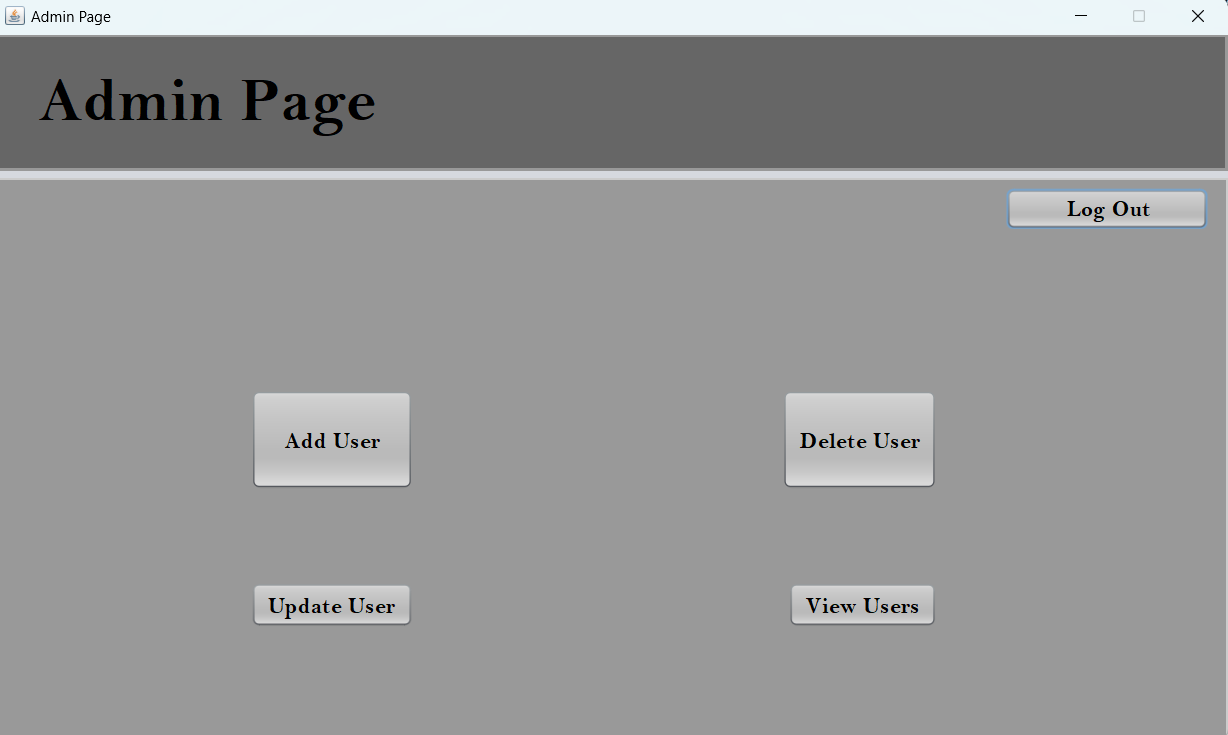 Admin Page
Admin Page
Log Out
Add User
Delete User
Update User
View Users